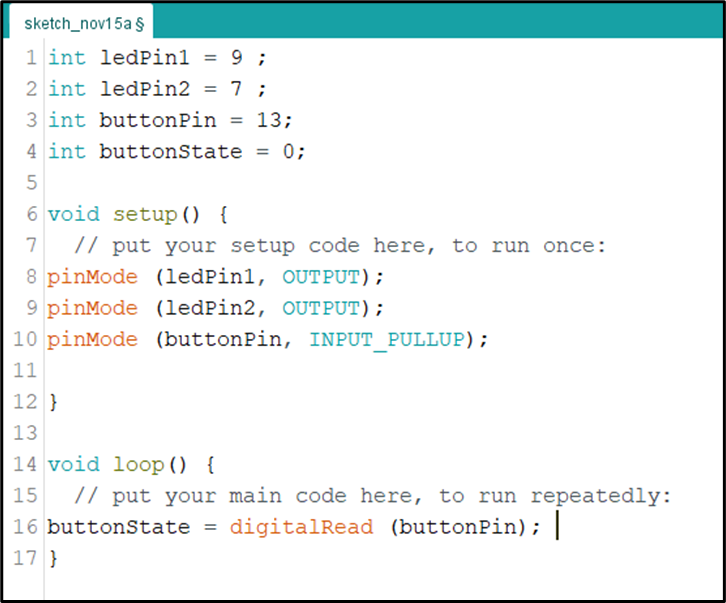 sketch_nov15a §
1 int ledPin1 = 9 ;
2 int ledPin2 = 7 ;
3 int buttonPin = 13;
4 int buttonState = 0;
5
6 void setup() {
7   // put your setup code here, to run once:
8 pinMode (ledPin1, OUTPUT);
9 pinMode (ledPin2, OUTPUT);
10 pinMode (buttonPin, INPUT_PULLUP);
11
12 }
13
14 void loop() {
15   // put your main code here, to run repeatedly:
16 buttonState = digitalRead (buttonPin);
17 }